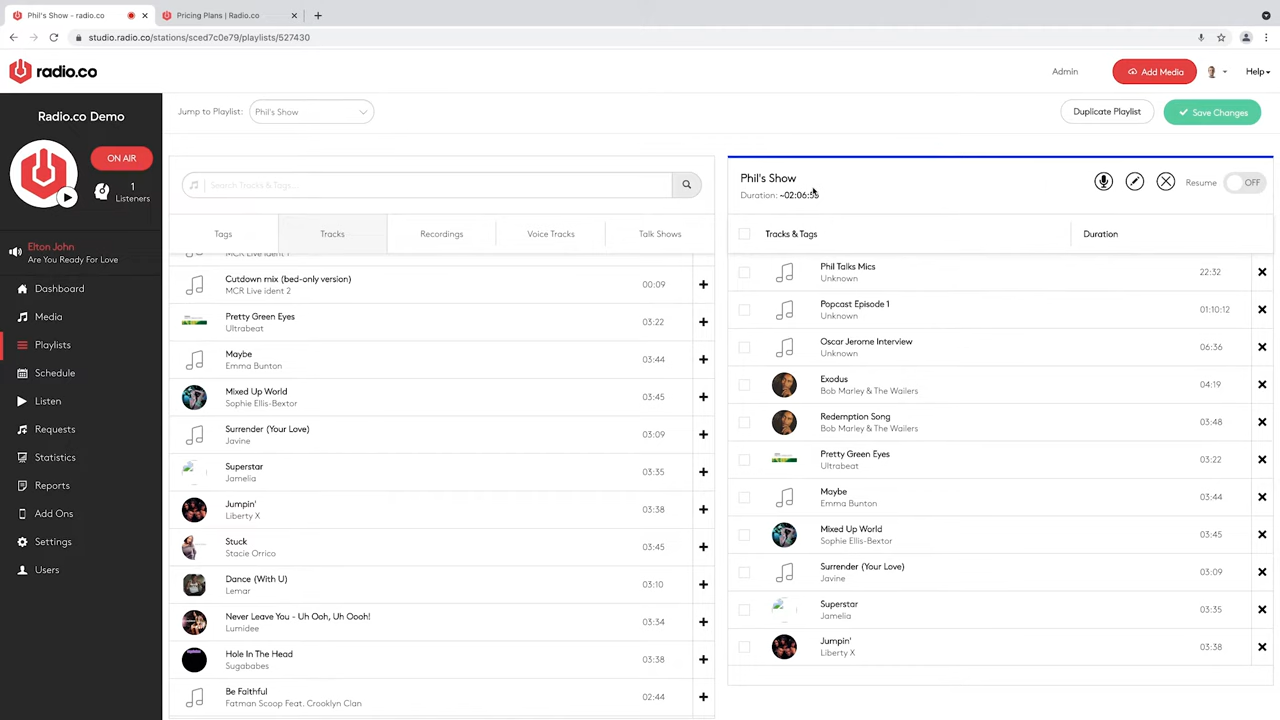 Phil's Show - radio.co
Pricing Plans | Radio.co
studio.radio.co/stations/sced7c0e79/playlists/527430
radio.co
Admin
Add Media
Help
Radio.co Demo
ON AIR
1
Listeners
Elton John
Are You Ready For Love
Dashboard
Media
Playlists
Schedule
Listen
Requests
Statistics
Reports
Add Ons
Settings
Users
Jump to Playlist:
Phil's Show
Duplicate Playlist
Save Changes
Search Tracks & Tags...
Tags
Tracks
Recordings
Voice Tracks
Talk Shows
MCR Live ident 1
Cutdown mix (bed-only version)
MCR Live ident 2
00:09
Pretty Green Eyes
Ultrabeat
03:22
Maybe
Emma Bunton
03:44
Mixed Up World
Sophie Ellis-Bextor
03:45
Surrender (Your Love)
Javine
03:09
Superstar
Jamelia
03:35
Jumpin'
Liberty X
03:38
Stuck
Stacie Orrico
03:45
Dance (With U)
Lemar
03:10
Never Leave You - Uh Ooh, Uh Oooh!
Lumidee
03:34
Hole In The Head
Sugababes
03:38
Be Faithful
Fatman Scoop Feat. Crooklyn Clan
02:44
Phil's Show
Duration: ~02:06:55
Resume
OFF
Tracks & Tags
Duration
Phil Talks Mics
Unknown
22:32
Popcast Episode 1
Unknown
01:10:12
Oscar Jerome Interview
Unknown
06:36
Exodus
Bob Marley & The Wailers
04:19
Redemption Song
Bob Marley & The Wailers
03:48
Pretty Green Eyes
Ultrabeat
03:22
Maybe
Emma Bunton
03:44
Mixed Up World
Sophie Ellis-Bextor
03:45
Surrender (Your Love)
Javine
03:09
Superstar
Jamelia
03:35
Jumpin'
Liberty X
03:38